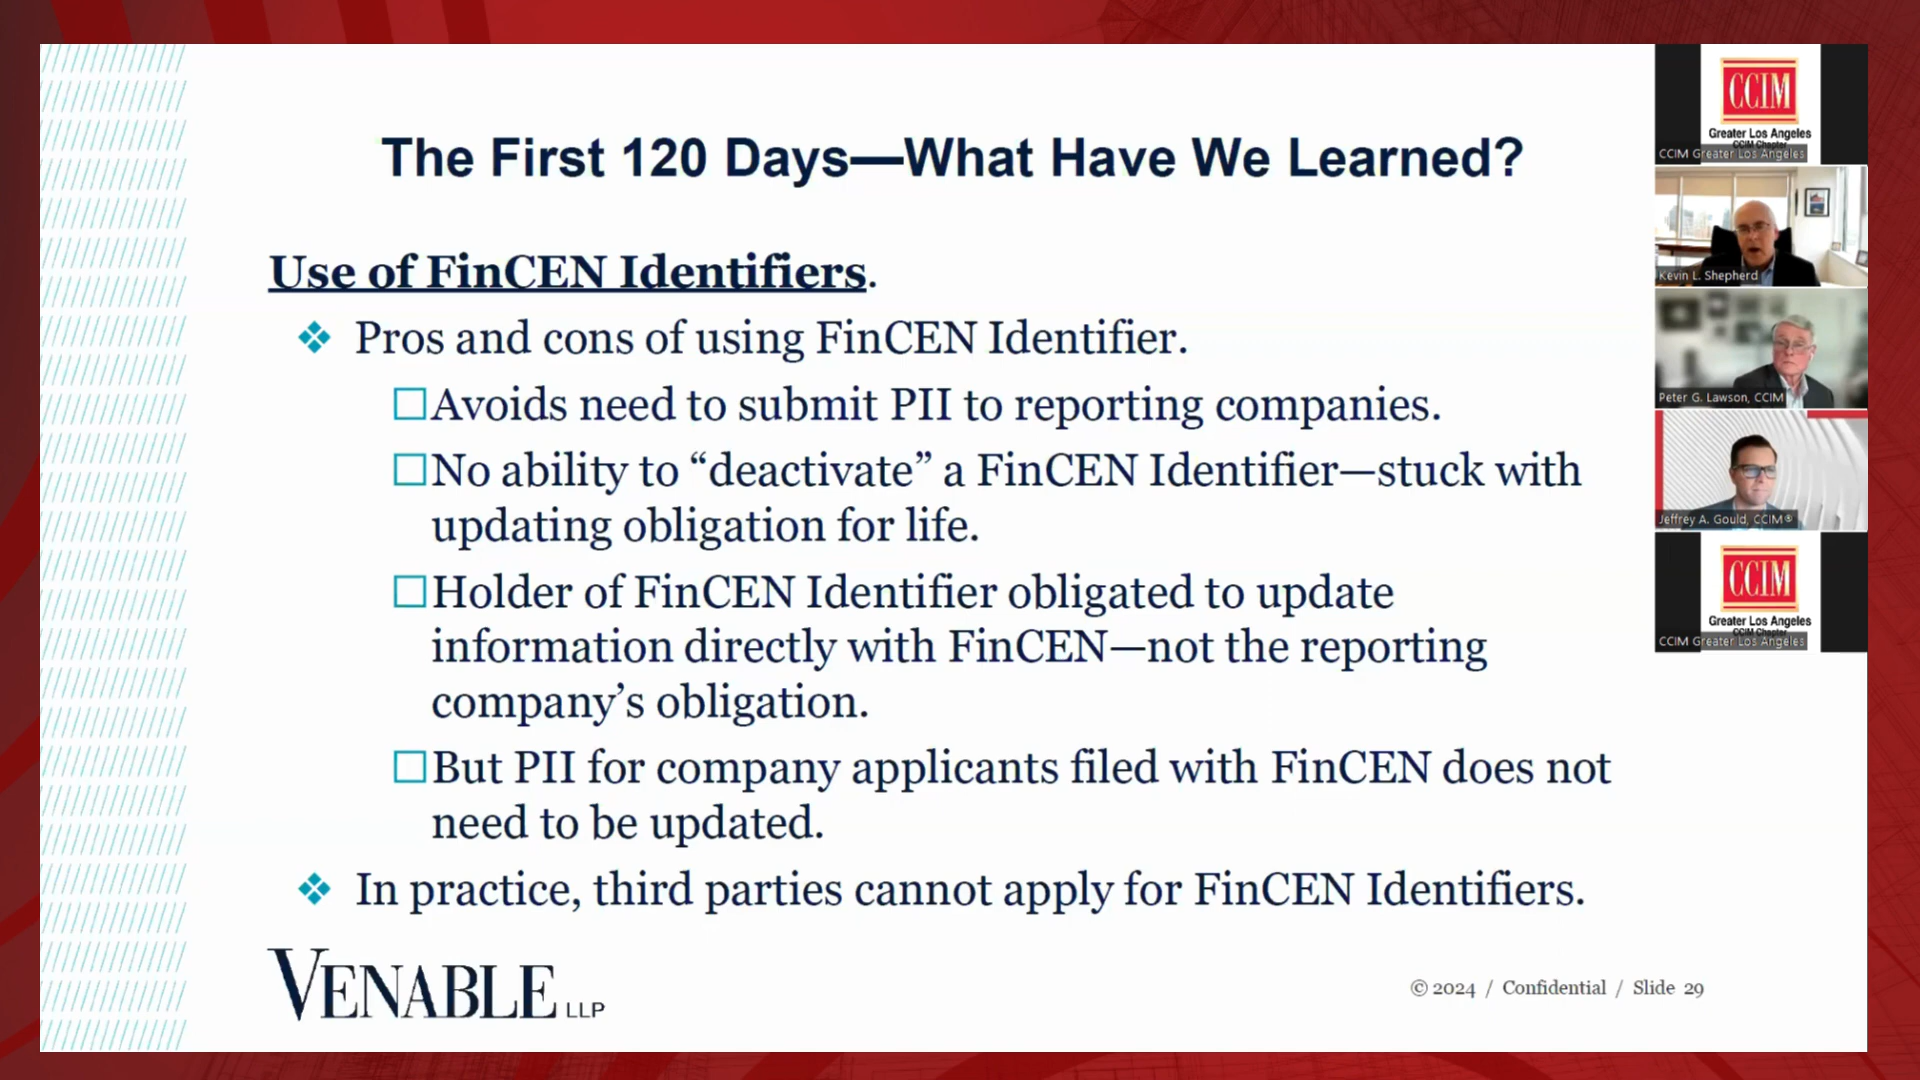 The First 120 Days—What Have We Learned?
Use of FinCEN Identifiers.
Pros and cons of using FinCEN Identifier.
Avoids need to submit PII to reporting companies.
No ability to “deactivate” a FinCEN Identifier—stuck with
updating obligation for life.
Holder of FinCEN Identifier obligated to update
information directly with FinCEN—not the reporting
company’s obligation.
But PII for company applicants filed with FinCEN does not
need to be updated.
In practice, third parties cannot apply for FinCEN Identifiers.
VENABLE LLP
© 2024 / Confidential / Slide 29
CCIM
Greater Los Angeles
CCIM Chapter
CCIM Greater Los Angeles
Kevin L. Shepherd
Peter G. Lawson, CCIM
Jeffrey A. Gould, CCIM®
CCIM
Greater Los Angeles
CCIM Chapter
CCIM Greater Los Angeles